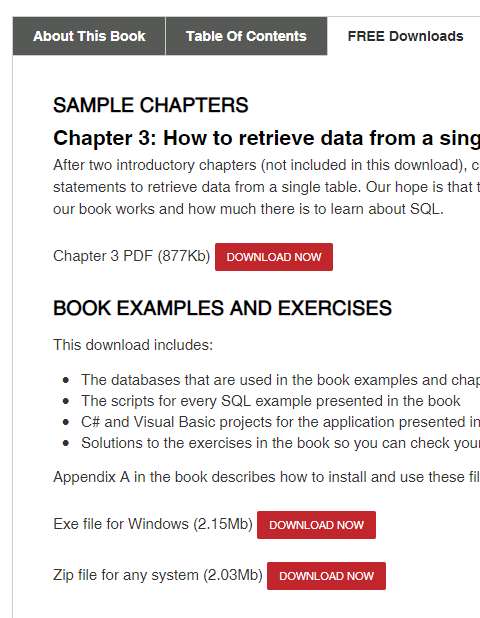 About This Book Table Of Contents FREE Downloads
SAMPLE CHAPTERS
Chapter 3: How to retrieve data from a sing
After two introductory chapters (not included in this download), c
statements to retrieve data from a single table. Our hope is that t
our book works and how much there is to learn about SQL.
Chapter 3 PDF (877Kb) DOWNLOAD NOW
BOOK EXAMPLES AND EXERCISES
This download includes:
• The databases that are used in the book examples and chap
• The scripts for every SQL example presented in the book
• C# and Visual Basic projects for the application presented in
• Solutions to the exercises in the book so you can check your
Appendix A in the book describes how to install and use these fil
Exe file for Windows (2.15Mb) DOWNLOAD NOW
Zip file for any system (2.03Mb) DOWNLOAD NOW